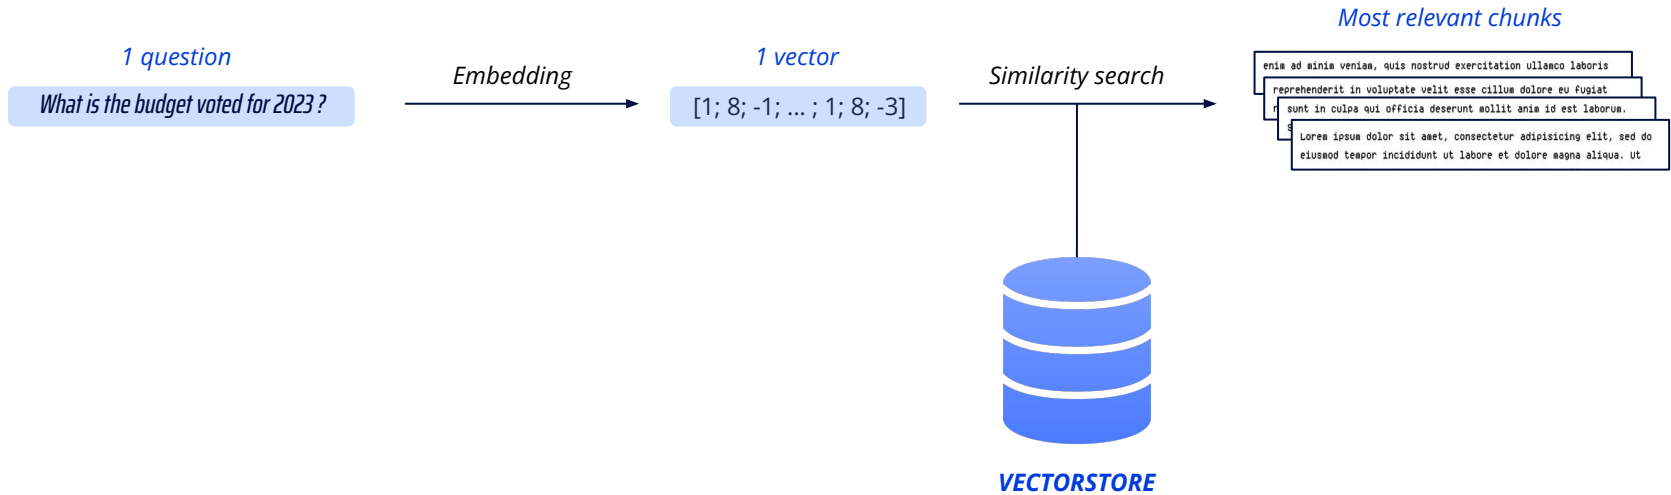 1 question
What is the budget voted for 2023 ?
Embedding
1 vector
[1; 8; -1; ... ; 1; 8; -3]
Similarity search
Most relevant chunks
enim ad minim veniam, quis nostrud exercitation ullamco laboris
reprehenderit in voluptate velit esse cillum dolore eu fugiat
sunt in culpa qui officia deserunt mollit anim id est laborum.
Lorem ipsum dolor sit amet, consectetur adipisicing elit, sed do
eiusmod tempor incididunt ut labore et dolore magna aliqua. Ut
VECTORSTORE